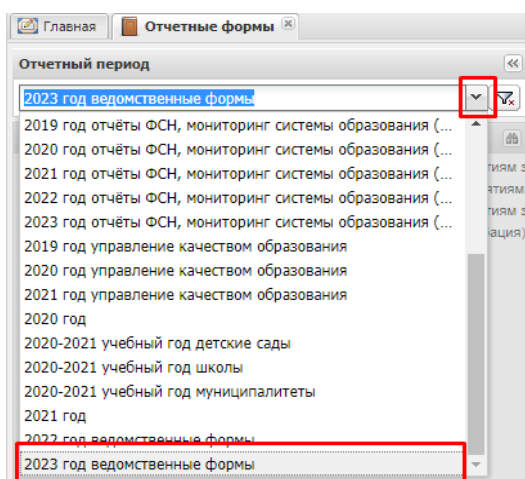 Главная
Отчетные формы
Отчетный период
2023 год ведомственные формы
2019 год отчёты ФСН, мониторинг системы образования (...
2020 год отчёты ФСН, мониторинг системы образования (...
2021 год отчёты ФСН, мониторинг системы образования (...
2022 год отчёты ФСН, мониторинг системы образования (...
2023 год отчёты ФСН, мониторинг системы образования (...
2019 год управление качеством образования
2020 год управление качеством образования
2021 год управление качеством образования
2020 год
2020-2021 учебный год детские сады
2020-2021 учебный год школы
2020-2021 учебный год муниципалитеты
2021 год
2022 год ведомственные формы
2023 год ведомственные формы